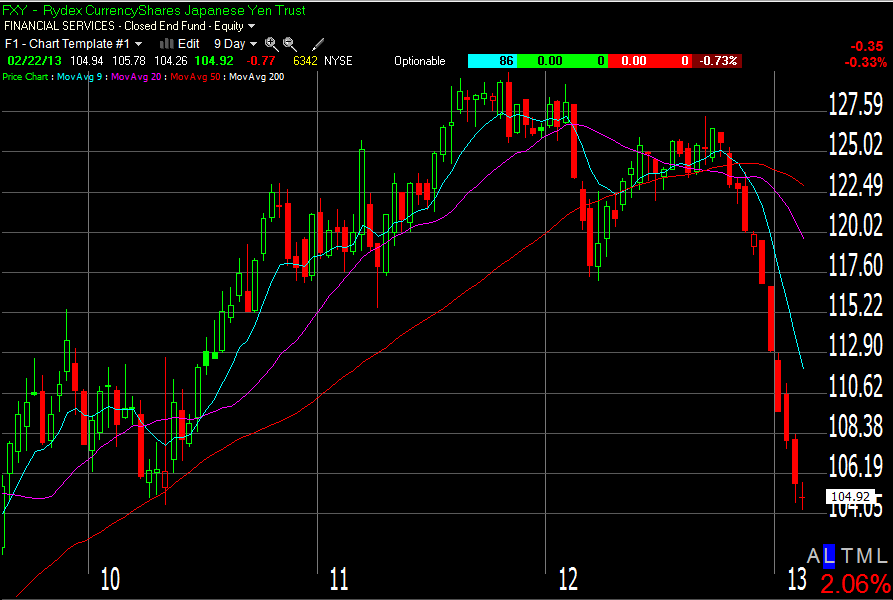 FXY - Rydex CurrencyShares Japanese Yen Trust
FINANCIAL SERVICES - Closed End Fund - Equity
F1 - Chart Template #1 Edit 9 Day
02/22/13 104.94 105.78 104.26 104.92 -0.77 6342 NYSE Optionable 86 0.00 0 0.00 0 -0.73%
-0.35
-0.33%
Price Chart : MovAvg 9 : MovAvg 20 : MovAvg 50 : MovAvg 200
127.59
125.02
122.49
120.02
117.60
115.22
112.90
110.62
108.38
106.19
104.92
104.05
A L T M L
10 11 12 13
2.06%